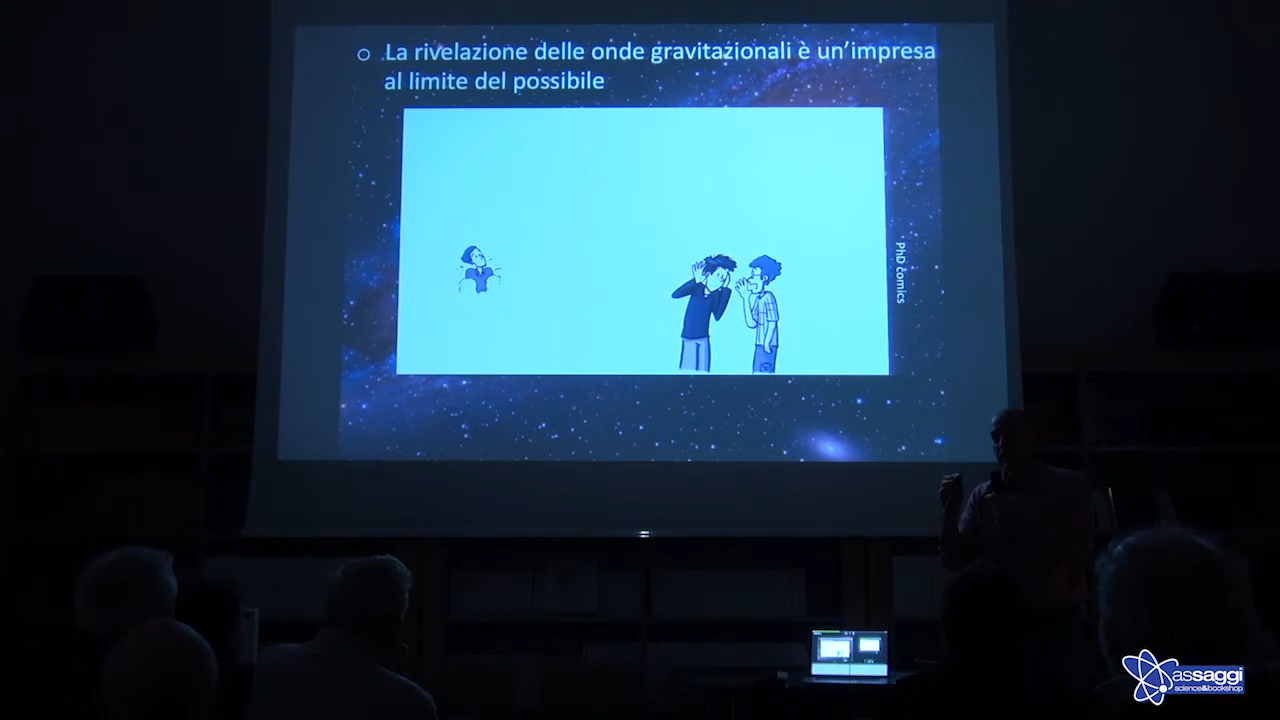 La rivelazione delle onde gravitazionali è un'impresa
al limite del possibile
PhD comics
assaggi
science&bookshop